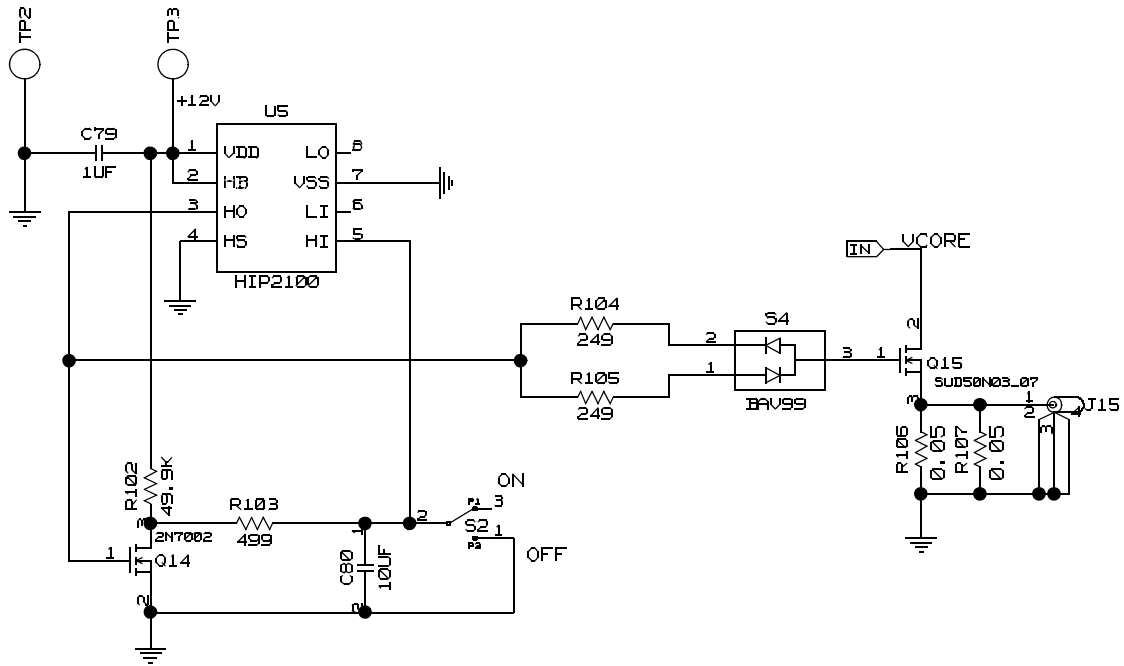 TP2
TP3
+12V
U5
C79
1UF
1 VDD LO 8
2 HB VSS 7
3 HO LI 6
4 HS HI 5
HIP2100
IN VCORE
R104
249
S4
2
1
3
1
2
Q15
SUD50N03_07
R105
249
BAV99
3
1
2
3
4
J15
R106
0.05
R107
0.05
R102
49.9K
R103
499
ON
P1
3
2
S2
1
P2
OFF
3
2N7002
1
Q14
2
1
C80
10UF
2